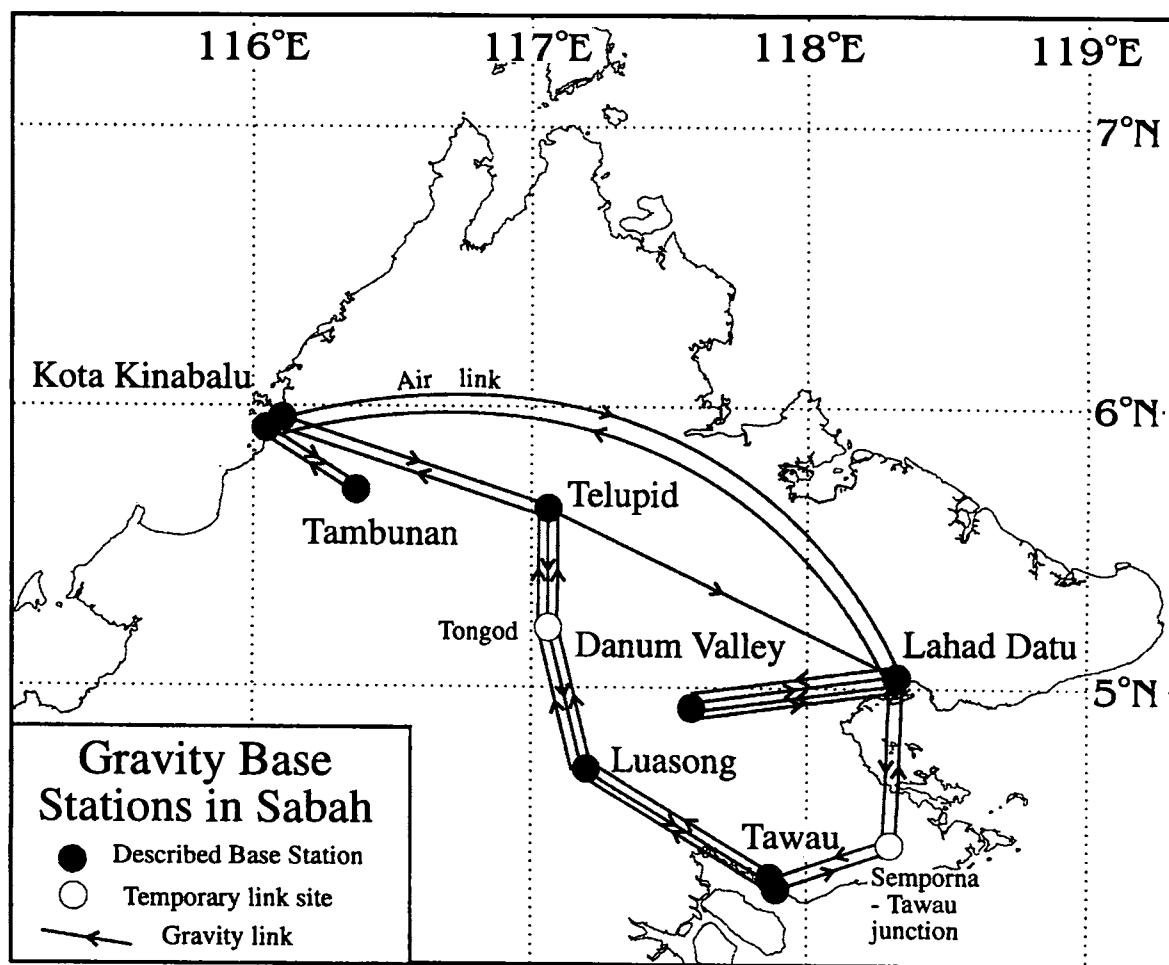 116°E 117°E 118°E 119°E
7°N
Kota Kinabalu
Air link
6°N
Telupid
Tambunan
Tongod
Danum Valley
Lahad Datu
5°N
Luasong
Tawau
Semporna
- Tawau
junction
Gravity Base
Stations in Sabah
Described Base Station
Temporary link site
Gravity link